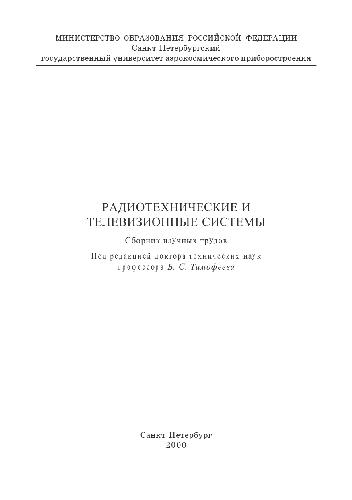 МИНИСТЕРСТВО ОБРАЗОВАНИЯ РОССИЙСКОЙ ФЕДЕРАЦИИ
Санкт-Петербургский
государственный университет аэрокосмического приборостроения
РАДИОТЕХНИЧЕСКИЕ И
ТЕЛЕВИЗИОННЫЕ СИСТЕМЫ
Сборник научных трудов
Под редакцией доктора технических наук
профессора В. С. Тимофеева
Санкт-Петербург
2000